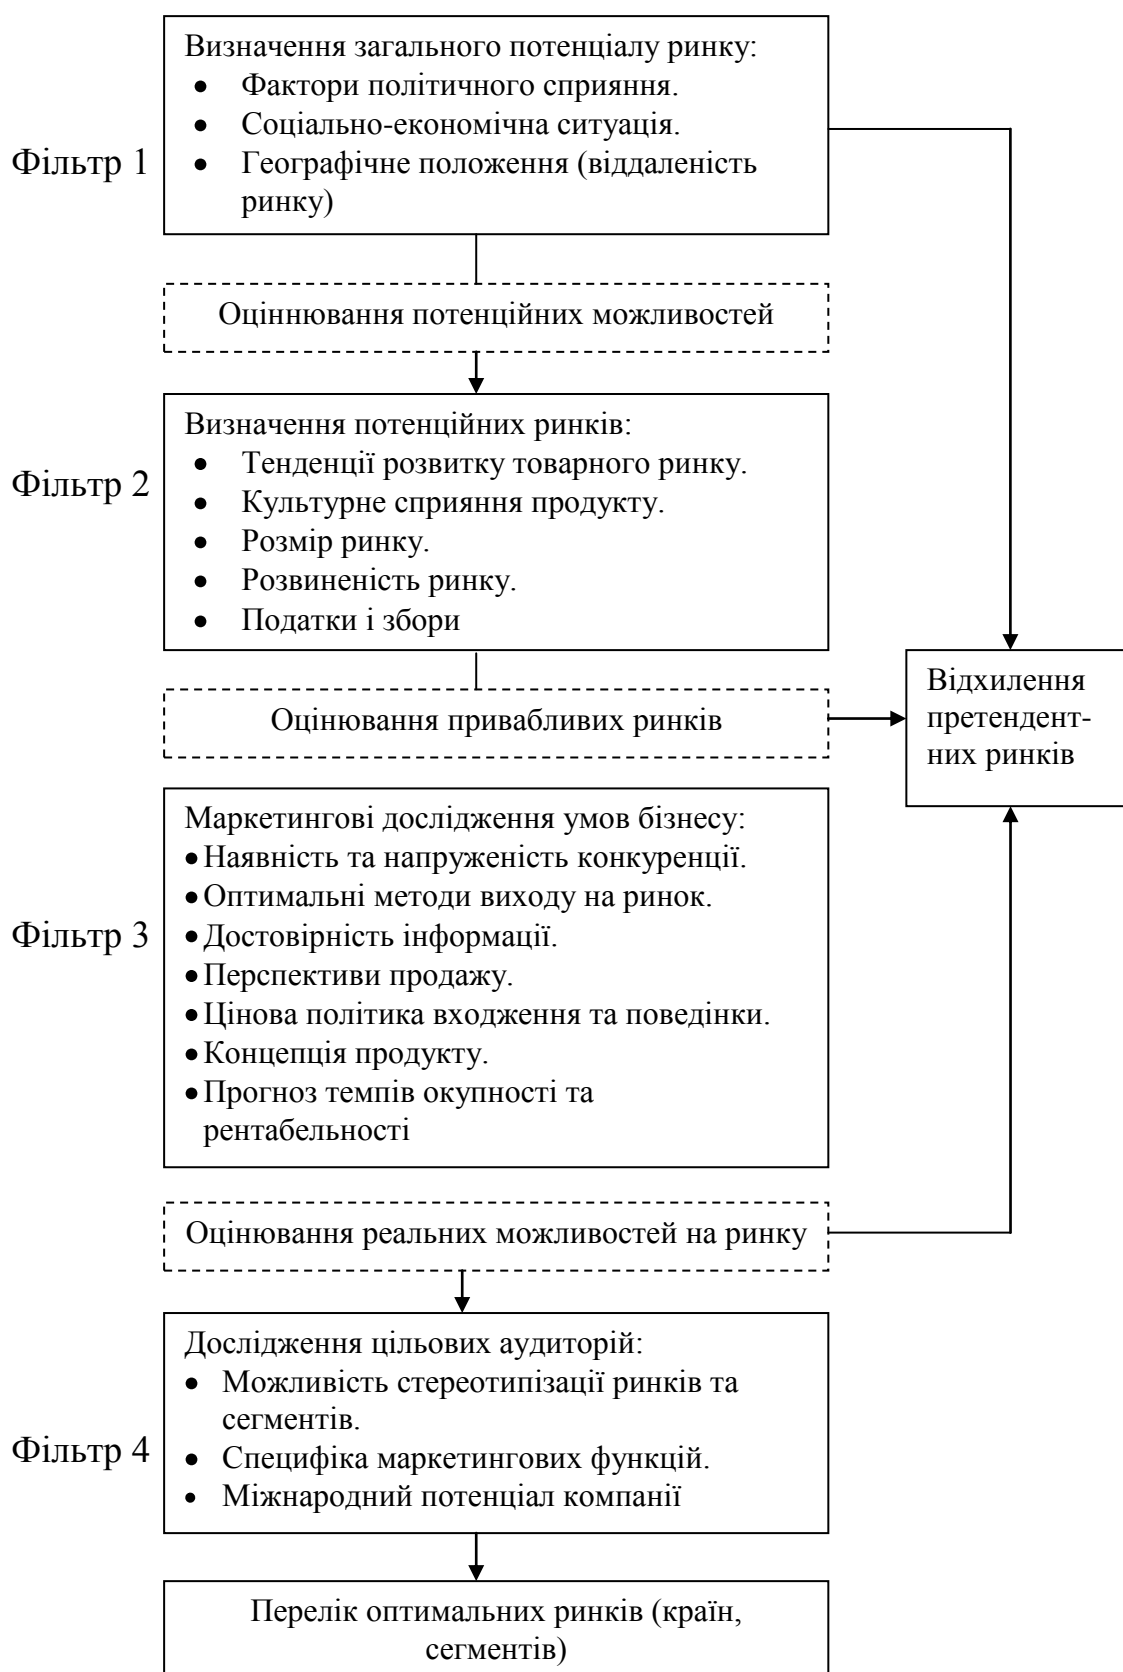 Визначення загального потенціалу ринку:
• Фактори політичного сприяння.
• Соціально-економічна ситуація.
Фільтр 1
• Географічне положення (віддаленість
ринку)
Оціннювання потенційних можливостей
Визначення потенційних ринків:
• Тенденції розвитку товарного ринку.
Фільтр 2
• Культурне сприяння продукту.
• Розмір ринку.
• Розвиненість ринку.
• Податки і збори
Оцінювання привабливих ринків
Відхилення
претендент-
них ринків
Маркетингові дослідження умов бізнесу:
• Наявність та напруженість конкуренції.
• Оптимальні методи виходу на ринок.
Фільтр 3
• Достовірність інформації.
• Перспективи продажу.
• Цінова політика входження та поведінки.
• Концепція продукту.
• Прогноз темпів окупності та
рентабельності
Оцінювання реальних можливостей на ринку
Дослідження цільових аудиторій:
• Можливість стереотипізації ринків та
сегментів.
Фільтр 4
• Специфіка маркетингових функцій.
• Міжнародний потенціал компанії
Перелік оптимальних ринків (країн,
сегментів)